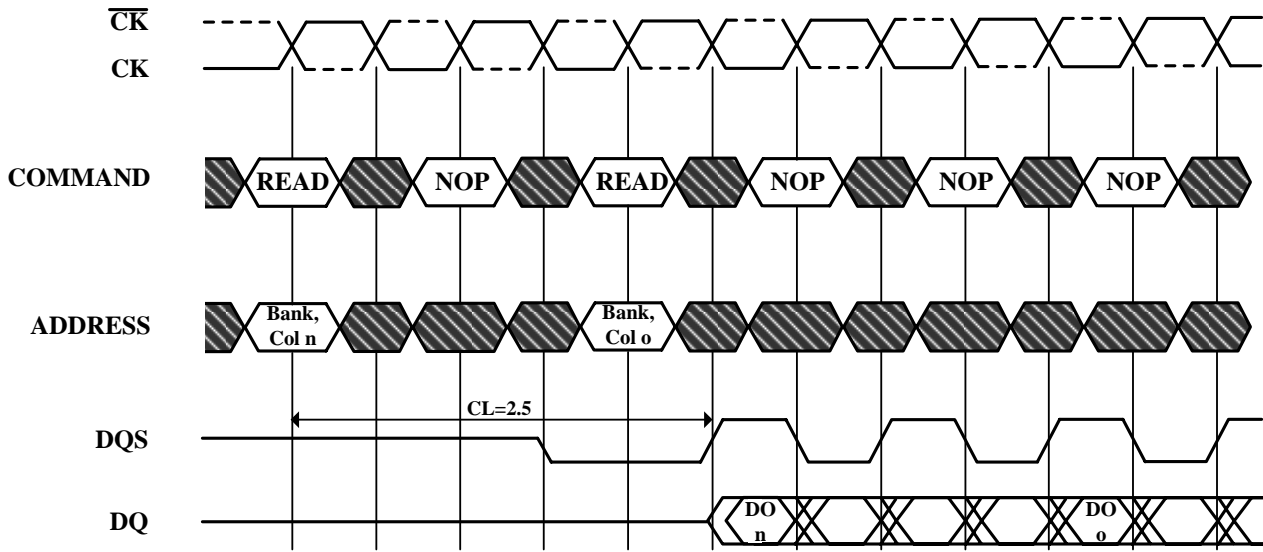 CK
CK
COMMAND
READ
NOP
READ
NOP
NOP
NOP
ADDRESS
Bank,
Col n
Bank,
Col o
CL=2.5
DQS
DQ
DO
n
DO
o